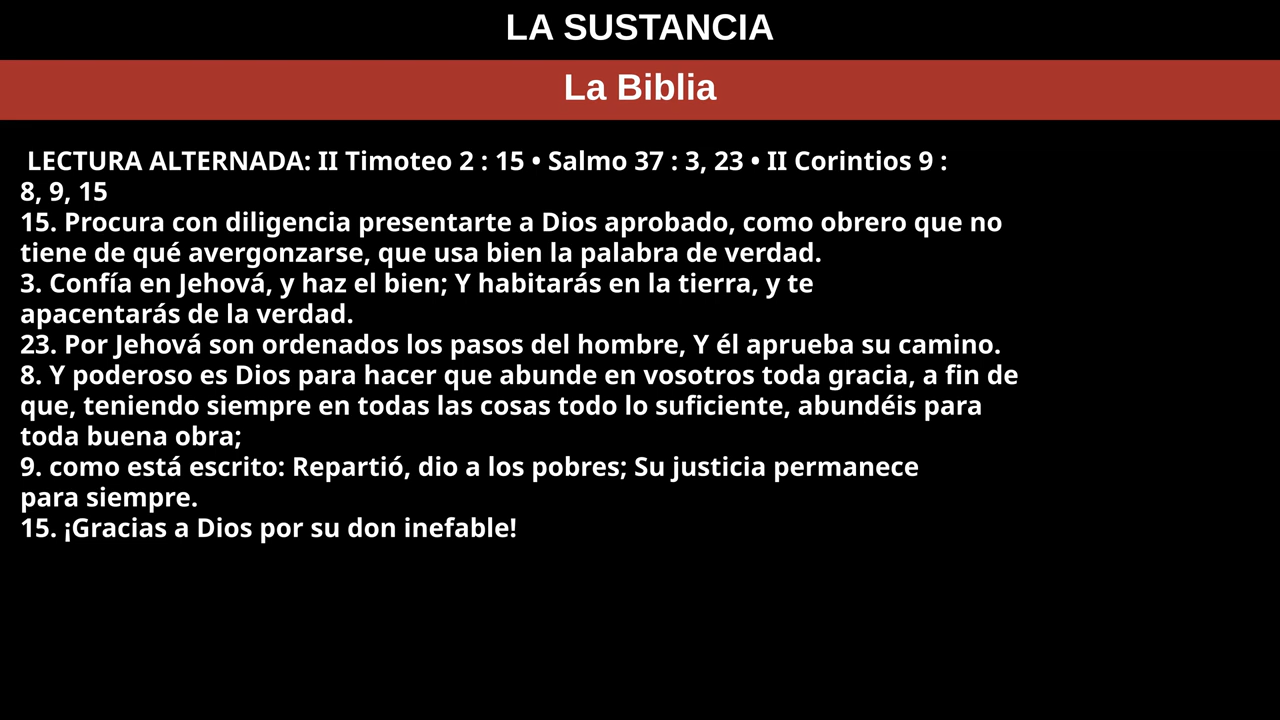 LA SUSTANCIA
La Biblia
LECTURA ALTERNADA: II Timoteo 2 : 15 • Salmo 37 : 3, 23 • II Corintios 9 :
8, 9, 15
15. Procura con diligencia presentarte a Dios aprobado, como obrero que no
tiene de qué avergonzarse, que usa bien la palabra de verdad.
3. Confía en Jehová, y haz el bien; Y habitarás en la tierra, y te
apacentarás de la verdad.
23. Por Jehová son ordenados los pasos del hombre, Y él aprueba su camino.
8. Y poderoso es Dios para hacer que abunde en vosotros toda gracia, a fin de
que, teniendo siempre en todas las cosas todo lo suficiente, abundéis para
toda buena obra;
9. como está escrito: Repartió, dio a los pobres; Su justicia permanece
para siempre.
15. ¡Gracias a Dios por su don inefable!